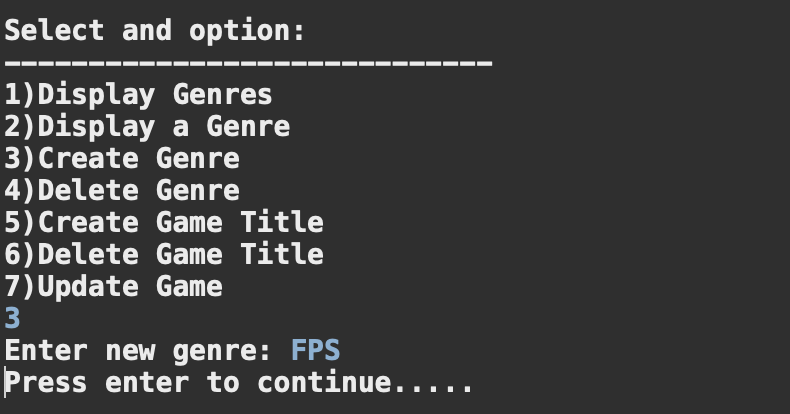 Select and option:
-----------------------------
1)Display Genres
2)Display a Genre
3)Create Genre
4)Delete Genre
5)Create Game Title
6)Delete Game Title
7)Update Game
3
Enter new genre: FPS
Press enter to continue.....